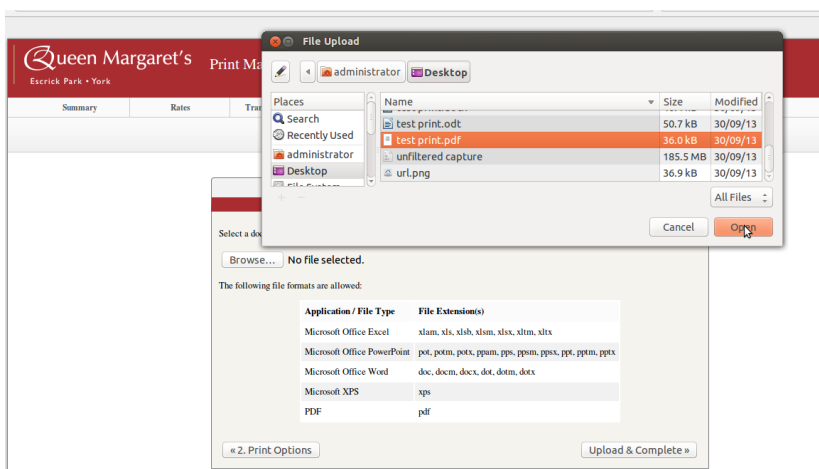 File Upload
Queen Margaret's
Print Ma
Escrick Park • York
administrator
Desktop
Summary
Rates
Tra
Places
Name
Size
Modified
Search
Recently Used
administrator
Desktop
test print.odt
50.7 kB
30/09/13
test print.pdf
36.0 kB
30/09/13
unfiltered capture
185.5 MB
30/09/13
url.png
36.9 kB
30/09/13
All Files
Cancel
Open
Select a do
Browse...
No file selected.
The following file formats are allowed:
Application / File Type
File Extension(s)
Microsoft Office Excel
xlam, xls, xlsb, xlsm, xlsx, xltm, xltx
Microsoft Office PowerPoint
pot, potm, potx, ppam, pps, ppsm, ppsx, ppt, pptm, pptx
Microsoft Office Word
doc, docm, docx, dot, dotm, dotx
Microsoft XPS
xps
PDF
pdf
« 2. Print Options
Upload & Complete »